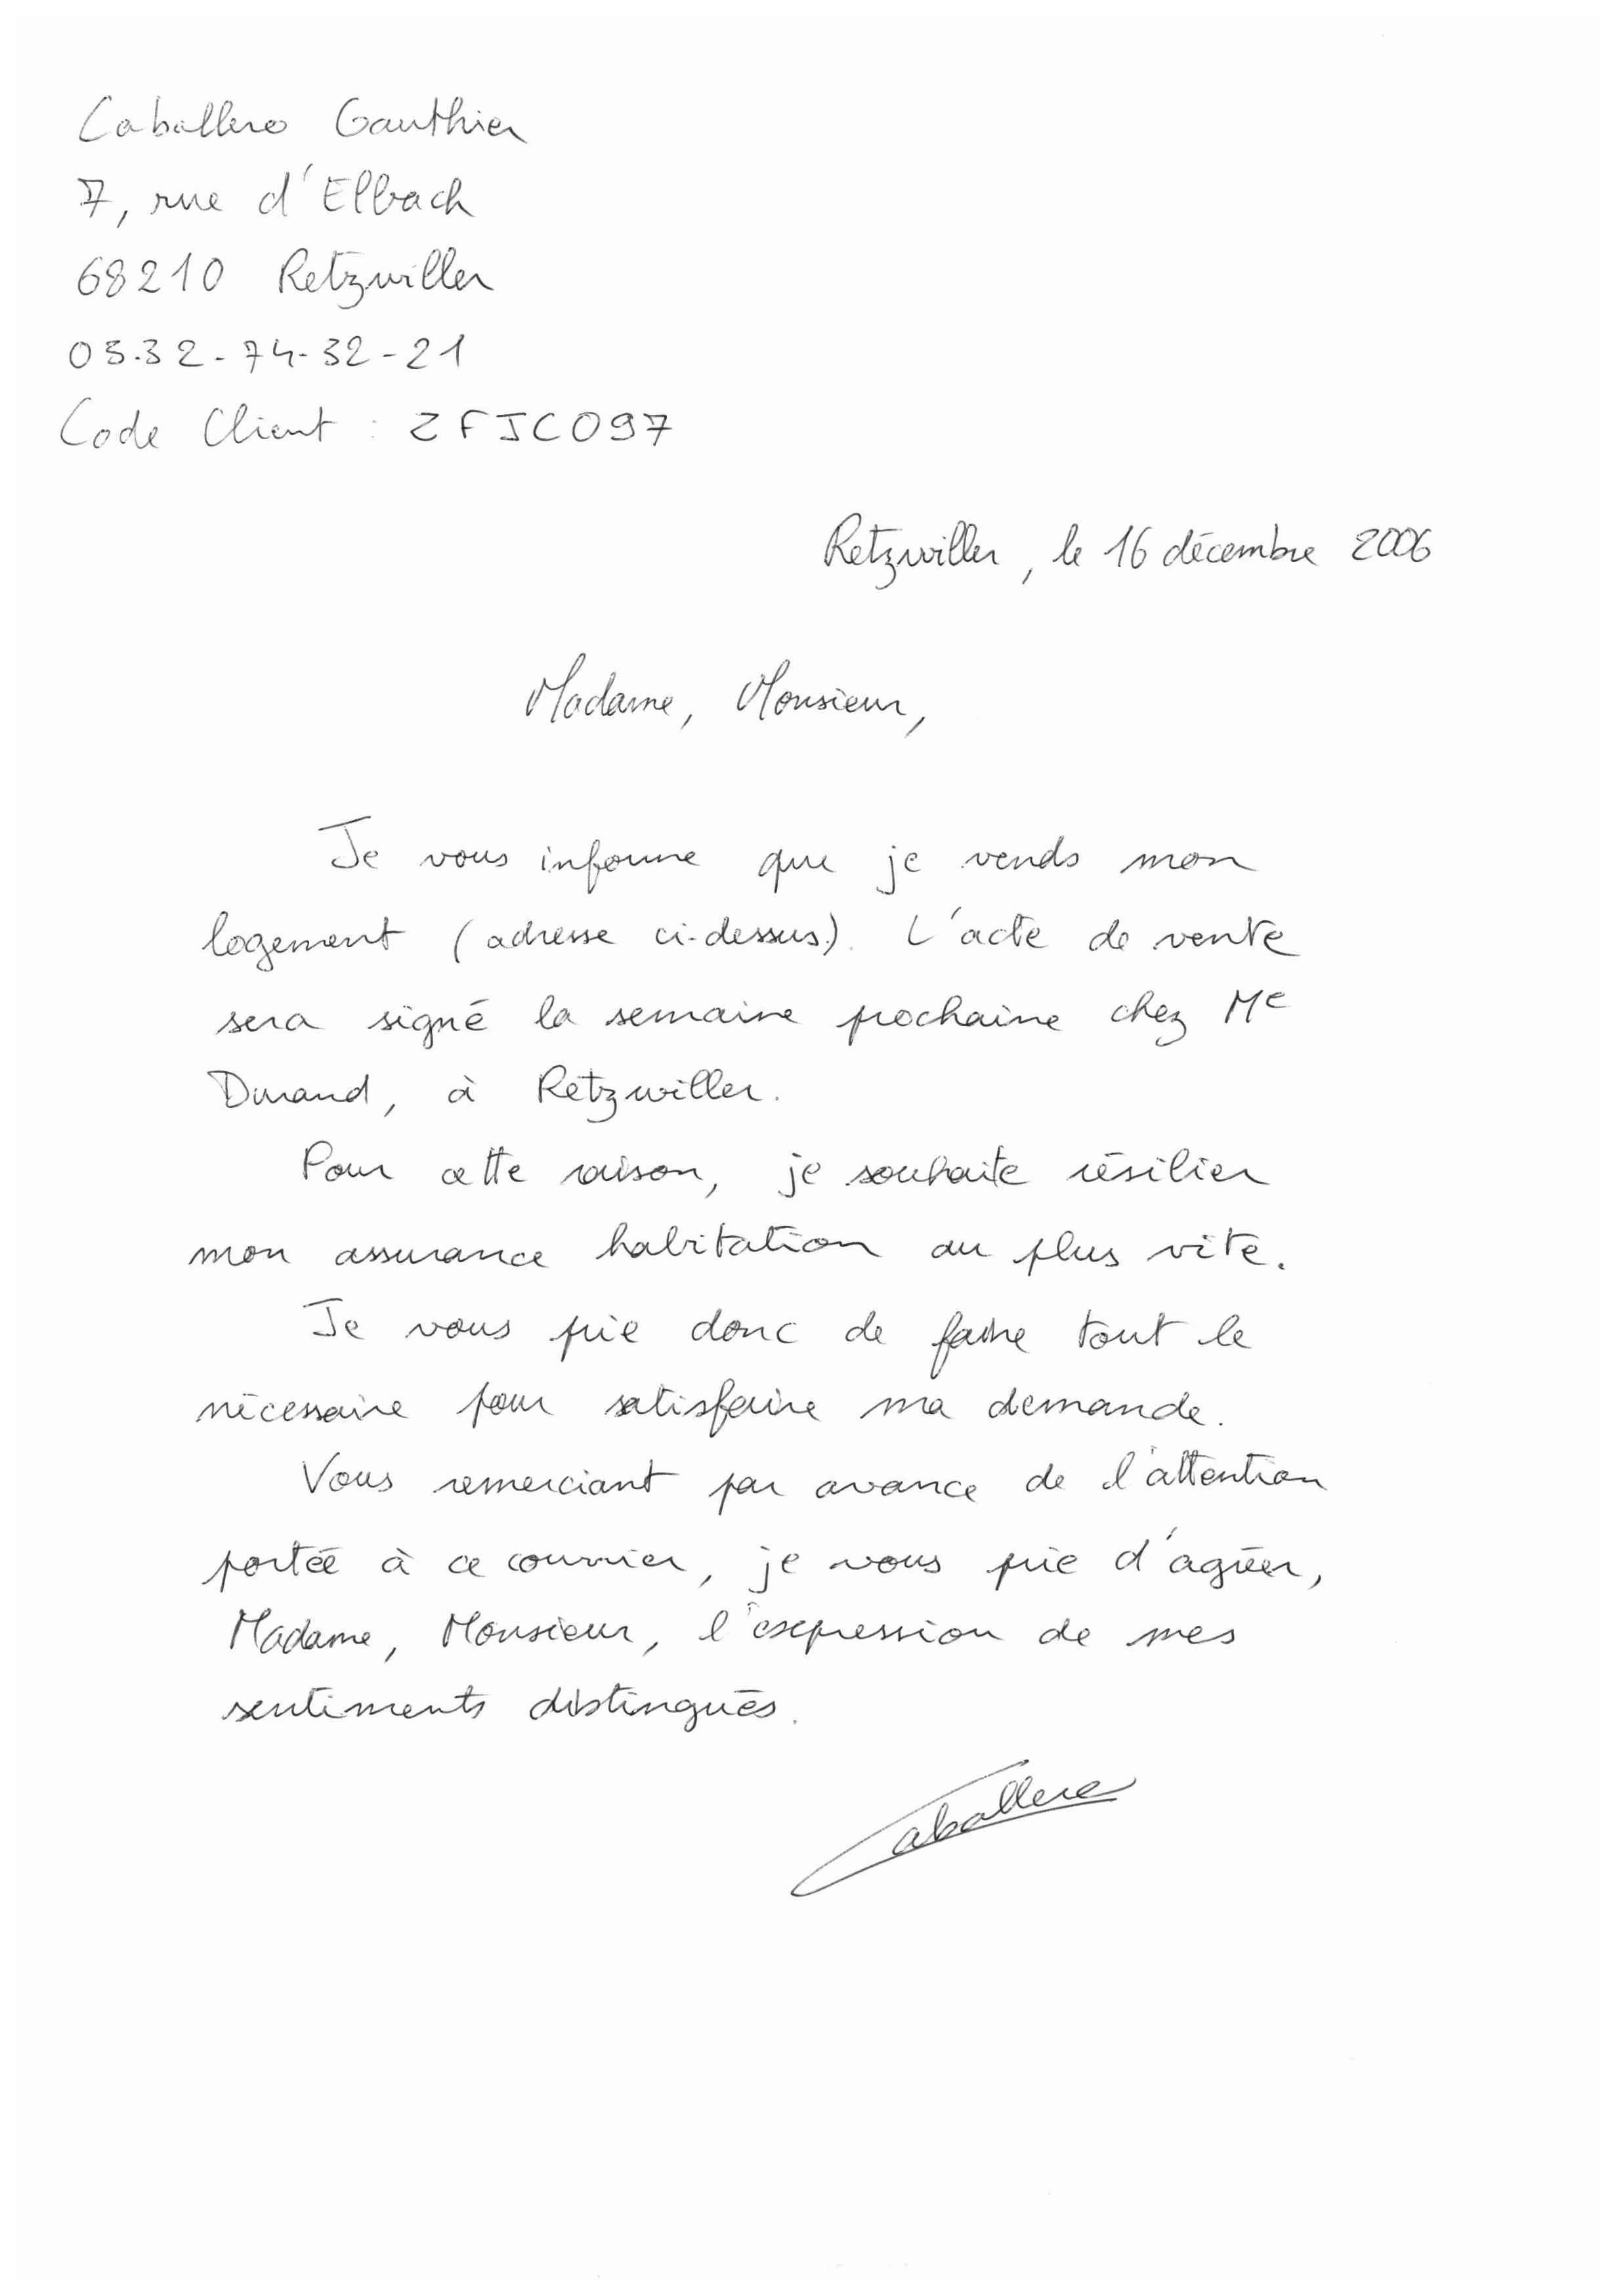 Caballero Gauthier
7, rue d'Elbach
68210 Retzwiller
03.32-74-32-21
Code Client : ZFJC097
Retzwiller, le 16 décembre 2006
Madame, Monsieur,
Je vous informe que je vends mon
logement (adresse ci-dessus). L'acte de vente
sera signé la semaine prochaine chez Me
Durand, à Retzwiller.
Pour cette raison, je souhaite résilier
mon assurance habitation au plus vite.
Je vous prie donc de faire tout le
nécessaire pour satisfaire ma demande.
Vous remerciant par avance de l'attention
portée à ce courrier, je vous prie d'agréer,
Madame, Monsieur, l'expression de mes
sentiments distingués.
Caballero